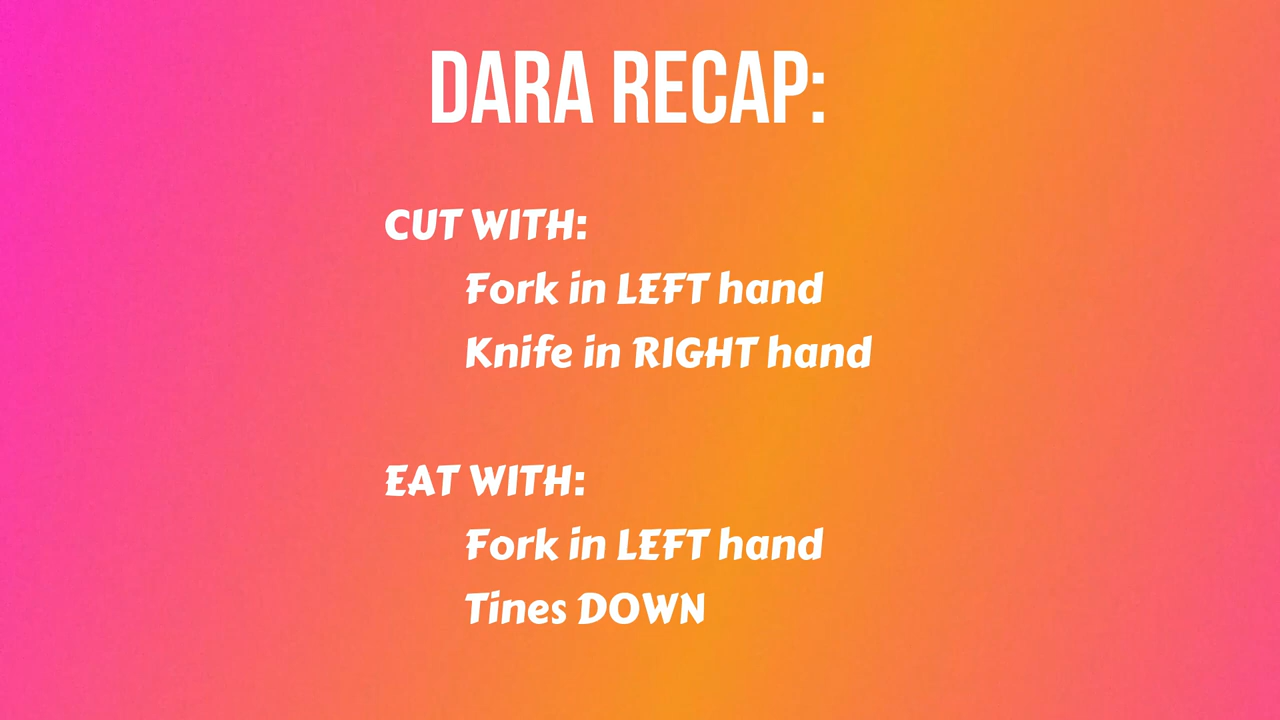 DARA RECAP:
CUT WITH:
Fork in LEFT hand
Knife in RIGHT hand
EAT WITH:
Fork in LEFT hand
Tines DOWN